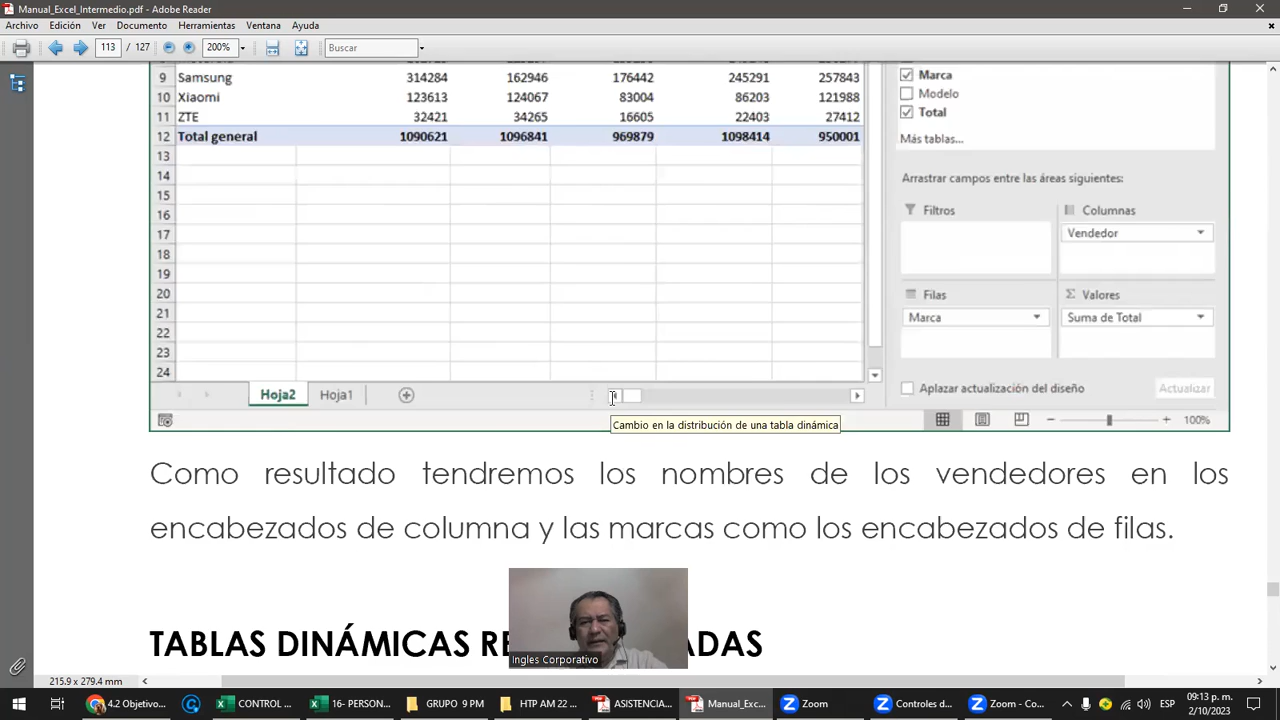 Manual_Excel_Intermedio.pdf - Adobe Reader
Archivo Edición Ver Documento Herramientas Ventana Ayuda
113 / 127 200% Buscar
9 Samsung 314284 162946 176442 245291 257843
10 Xiaomi 123613 124067 83004 86203 121988
11 ZTE 32421 34265 16605 22403 27412
12 Total general 1090621 1096841 969879 1098414 950001
13
14
15
16
17
18
19
20
21
22
23
24
Hoja2 Hoja1
Marca
Modelo
Total
Más tablas...
Arrastrar campos entre las áreas siguientes:
Filtros Columnas
Vendedor
Filas Σ Valores
Marca Suma de Total
Aplazar actualización del diseño Actualizar
100%
Cambio en la distribución de una tabla dinámica
Como resultado tendremos los nombres de los vendedores en los
encabezados de columna y las marcas como los encabezados de filas.
TABLAS DINÁMICAS
Ingles Corporativo
215.9 x 279.4 mm
4.2 Objetivo... CONTROL ... 16- PERSON... GRUPO 9 PM HTP AM 22 ... ASISTENCIA... Manual_Exc... Zoom Controles d... Zoom - Co... ESP 09:13 p. m.
2/10/2023